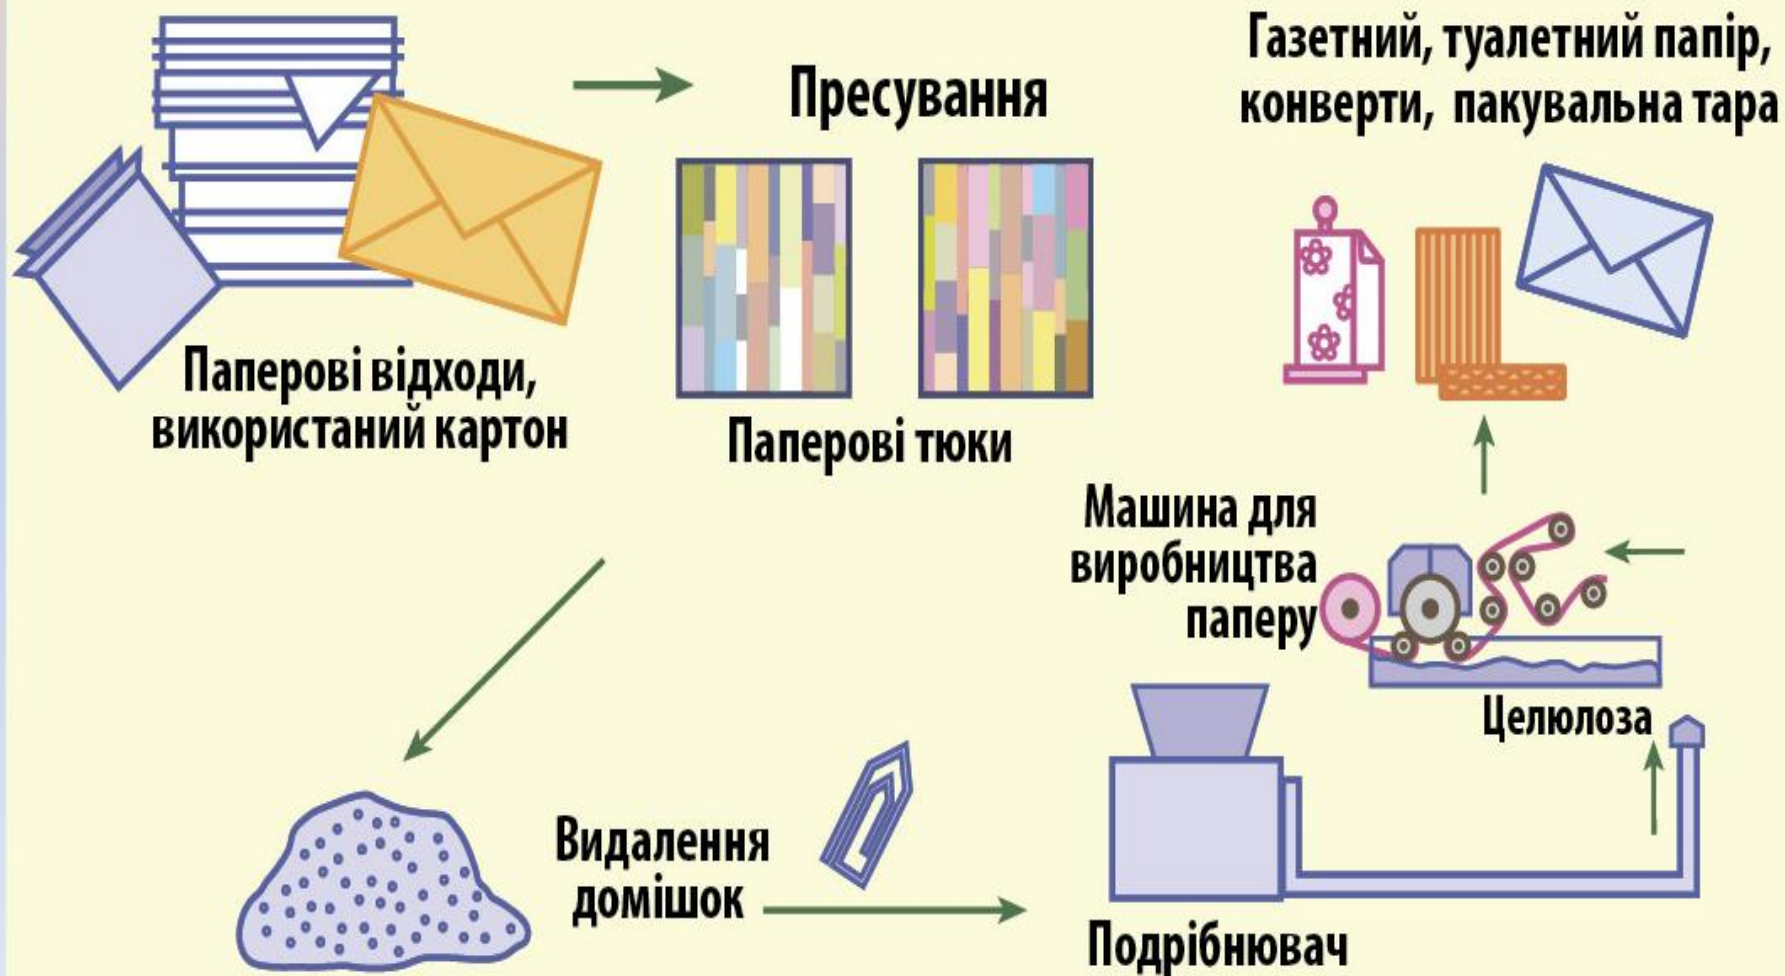 Паперові відходи,
використаний картон
Пресування
Паперові тюки
Видалення
домішок
Подрібнювач
Целюлоза
Машина для
виробництва
паперу
Газетний, туалетний папір,
конверти, пакувальна тара